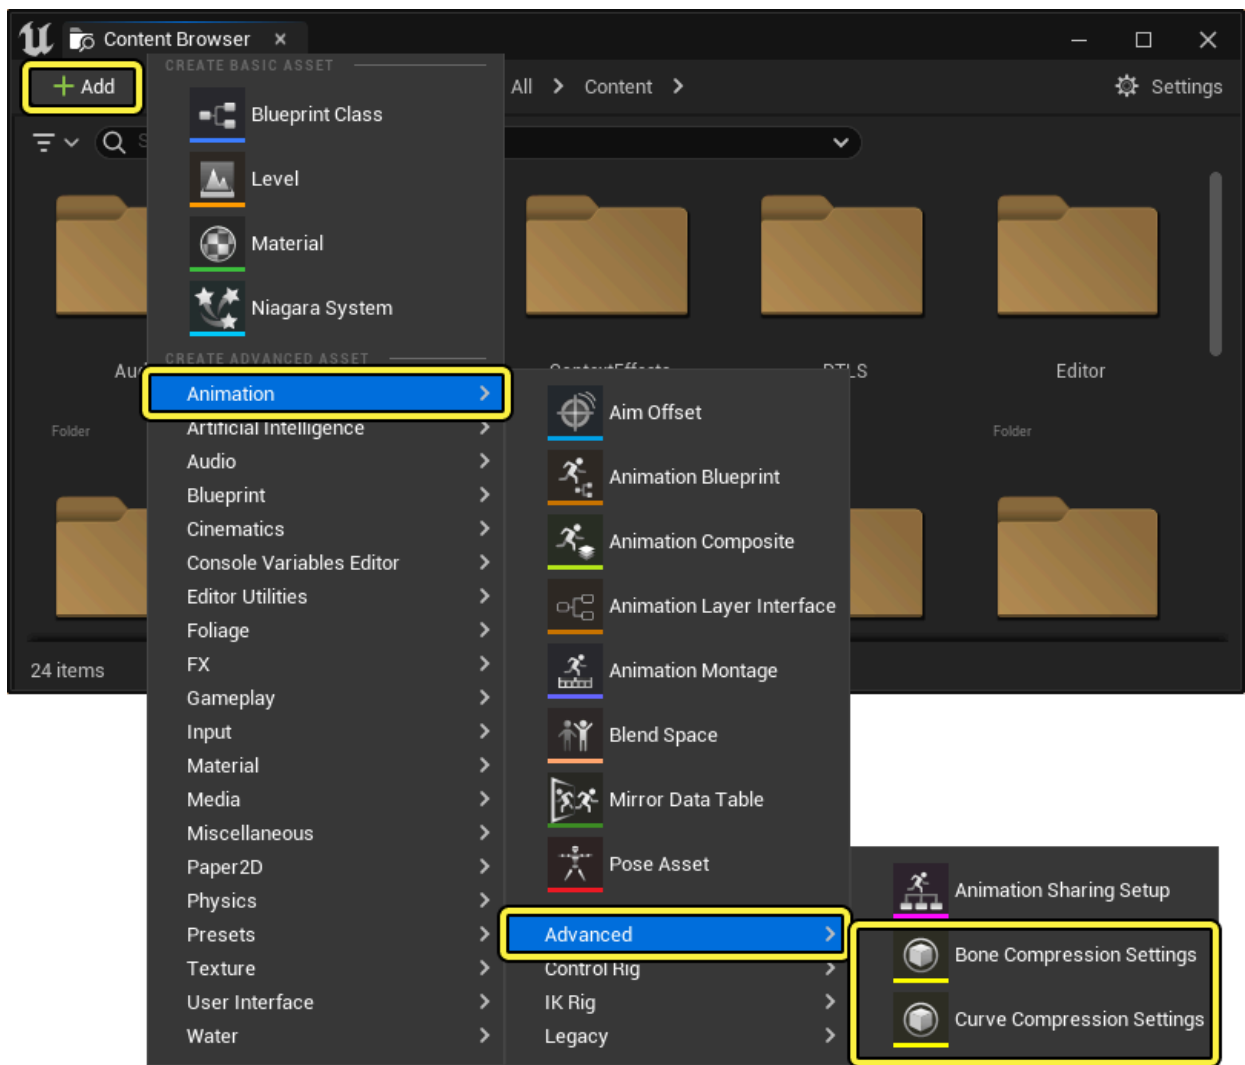 Content Browser
CREATE BASIC ASSET
Add
All > Content >
Settings
Blueprint Class
Level
Material
Niagara System
CREATE ADVANCED ASSET
Editor
Folder
Folder
Animation
Artificial Intelligence
Audio
Blueprint
Cinematics
Console Variables Editor
Editor Utilities
Foliage
FX
Gameplay
Input
Material
Media
Miscellaneous
Paper2D
Physics
Presets
Texture
User Interface
Water
24 items
Aim Offset
Animation Blueprint
Animation Composite
Animation Layer Interface
Animation Montage
Blend Space
Mirror Data Table
Pose Asset
Advanced
Control Rig
IK Rig
Legacy
Animation Sharing Setup
Bone Compression Settings
Curve Compression Settings